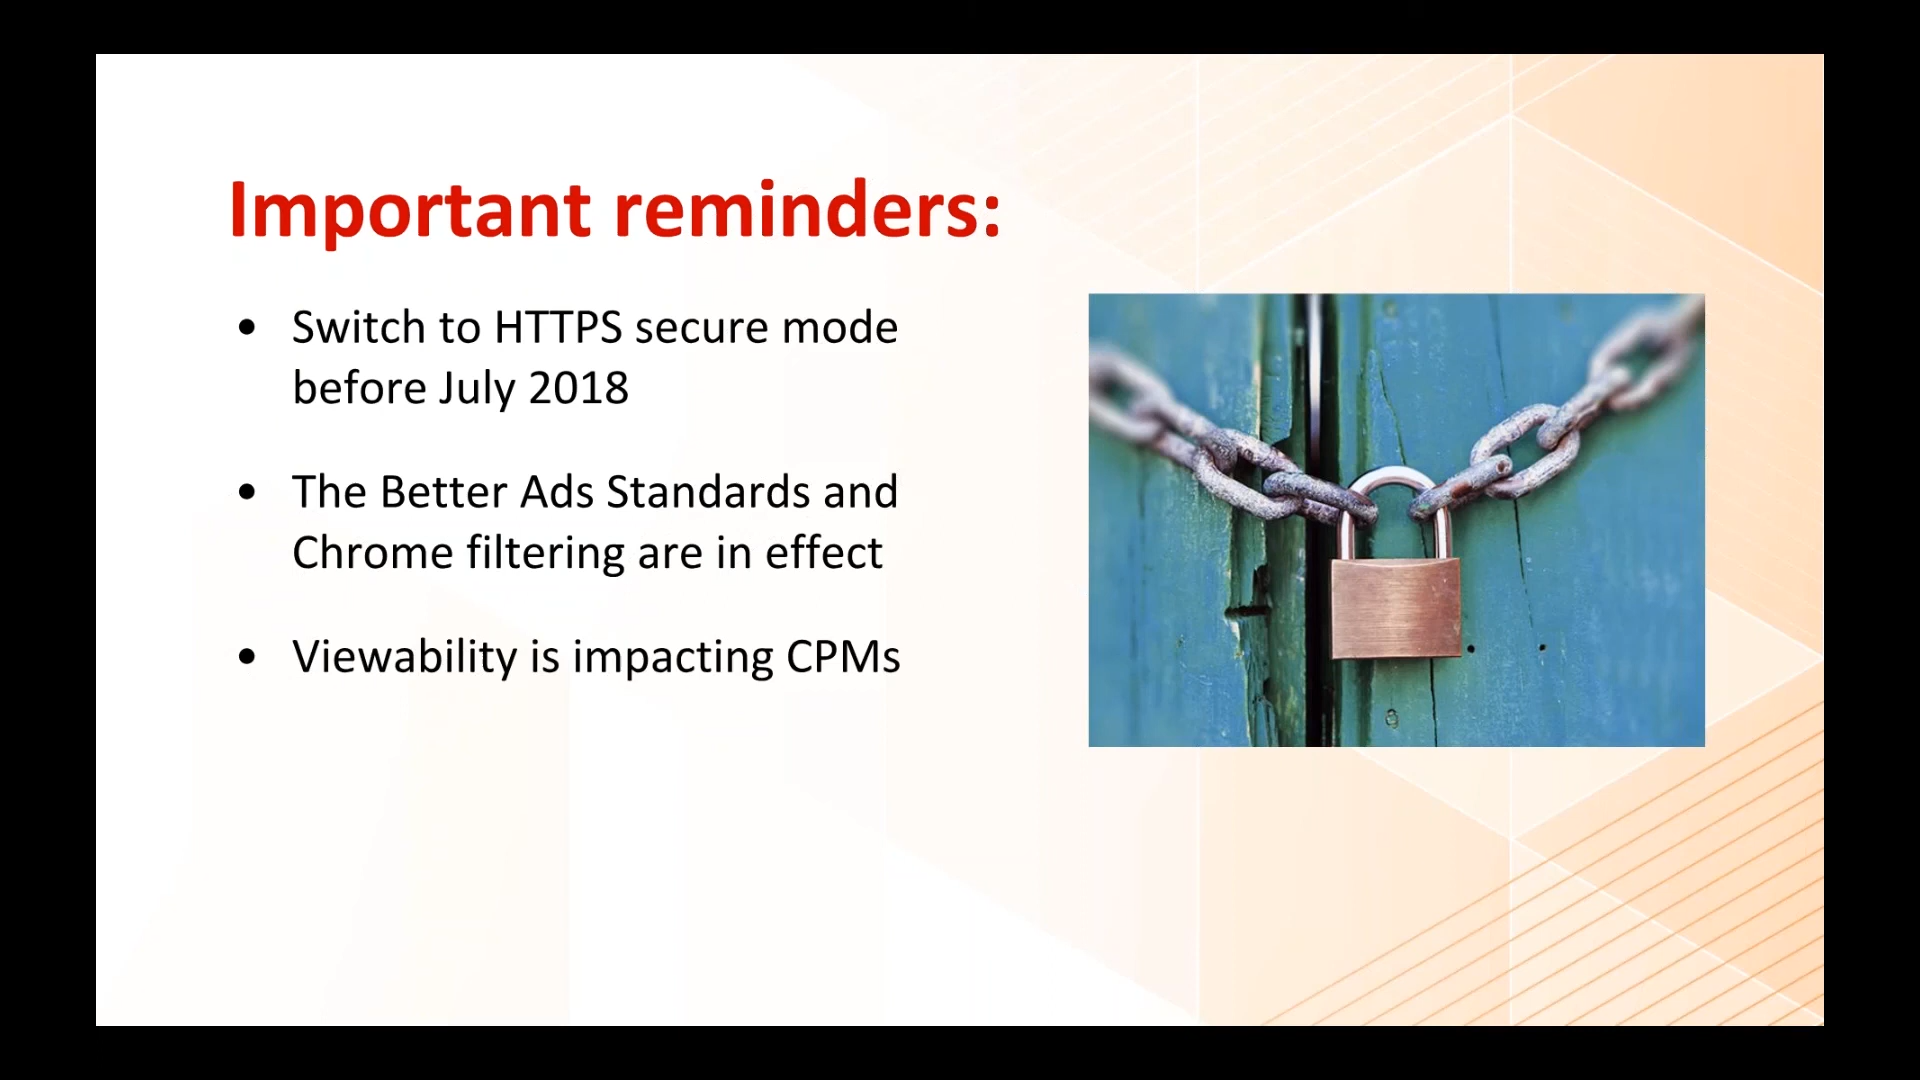 Important reminders:
• Switch to HTTPS secure mode
before July 2018
• The Better Ads Standards and
Chrome filtering are in effect
• Viewability is impacting CPMs